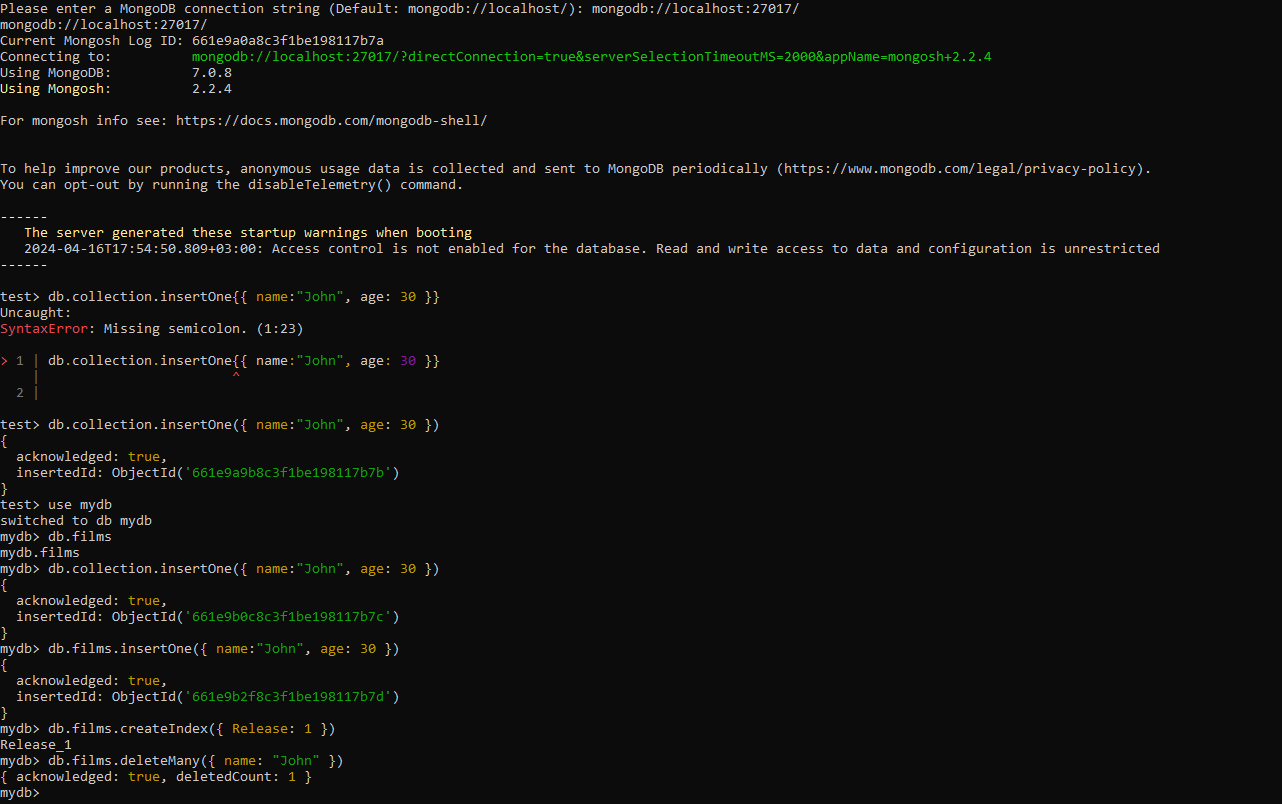 Please enter a MongoDB connection string (Default: mongodb://localhost/): mongodb://localhost:27017/
mongodb://localhost:27017/
Current Mongosh Log ID: 661e9a0a8c3f1be198117b7a
Connecting to:          mongodb://localhost:27017/?directConnection=true&serverSelectionTimeoutMS=2000&appName=mongosh+2.2.4
Using MongoDB:          7.0.8
Using Mongosh:          2.2.4
For mongosh info see: https://docs.mongodb.com/mongodb-shell/
To help improve our products, anonymous usage data is collected and sent to MongoDB periodically (https://www.mongodb.com/legal/privacy-policy).
You can opt-out by running the disableTelemetry() command.
------
   The server generated these startup warnings when booting
   2024-04-16T17:54:50.809+03:00: Access control is not enabled for the database. Read and write access to data and configuration is unrestricted
------
test> db.collection.insertOne{{ name:"John", age: 30 }}
Uncaught:
SyntaxError: Missing semicolon. (1:23)
> 1 | db.collection.insertOne{{ name:"John", age: 30 }}
    |                        ^
  2 |
test> db.collection.insertOne({ name:"John", age: 30 })
{
  acknowledged: true,
  insertedId: ObjectId('661e9a9b8c3f1be198117b7b')
}
test> use mydb
switched to db mydb
mydb> db.films
mydb.films
mydb> db.collection.insertOne({ name:"John", age: 30 })
{
  acknowledged: true,
  insertedId: ObjectId('661e9b0c8c3f1be198117b7c')
}
mydb> db.films.insertOne({ name:"John", age: 30 })
{
  acknowledged: true,
  insertedId: ObjectId('661e9b2f8c3f1be198117b7d')
}
mydb> db.films.createIndex({ Release: 1 })
Release_1
mydb> db.films.deleteMany({ name: "John" })
{ acknowledged: true, deletedCount: 1 }
mydb>